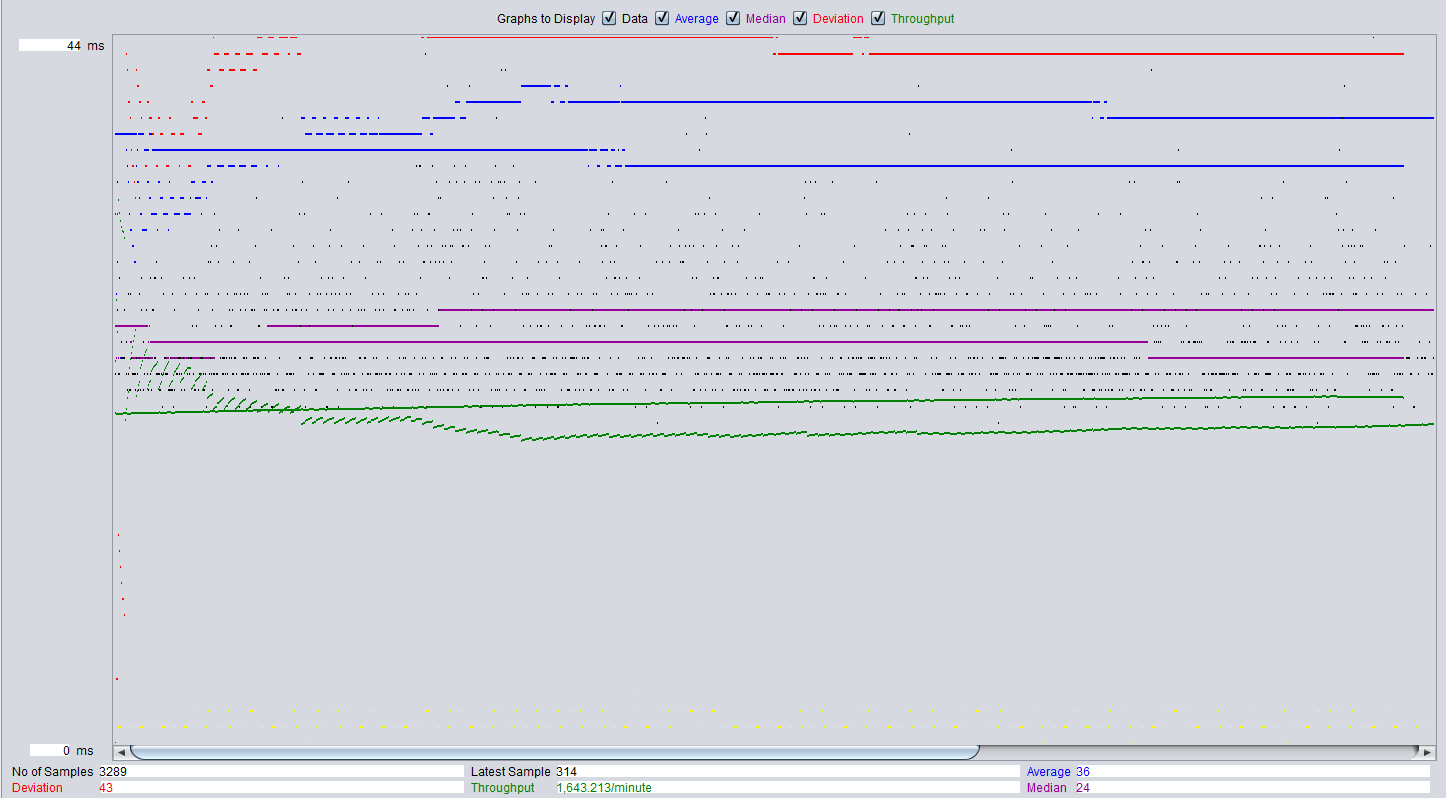 Graphs to Display Data Average Median Deviation Throughput
44 ms
0 ms
No of Samples 3289 Latest Sample 314 Average 36
Deviation 43 Throughput 1,643.213/minute Median 24